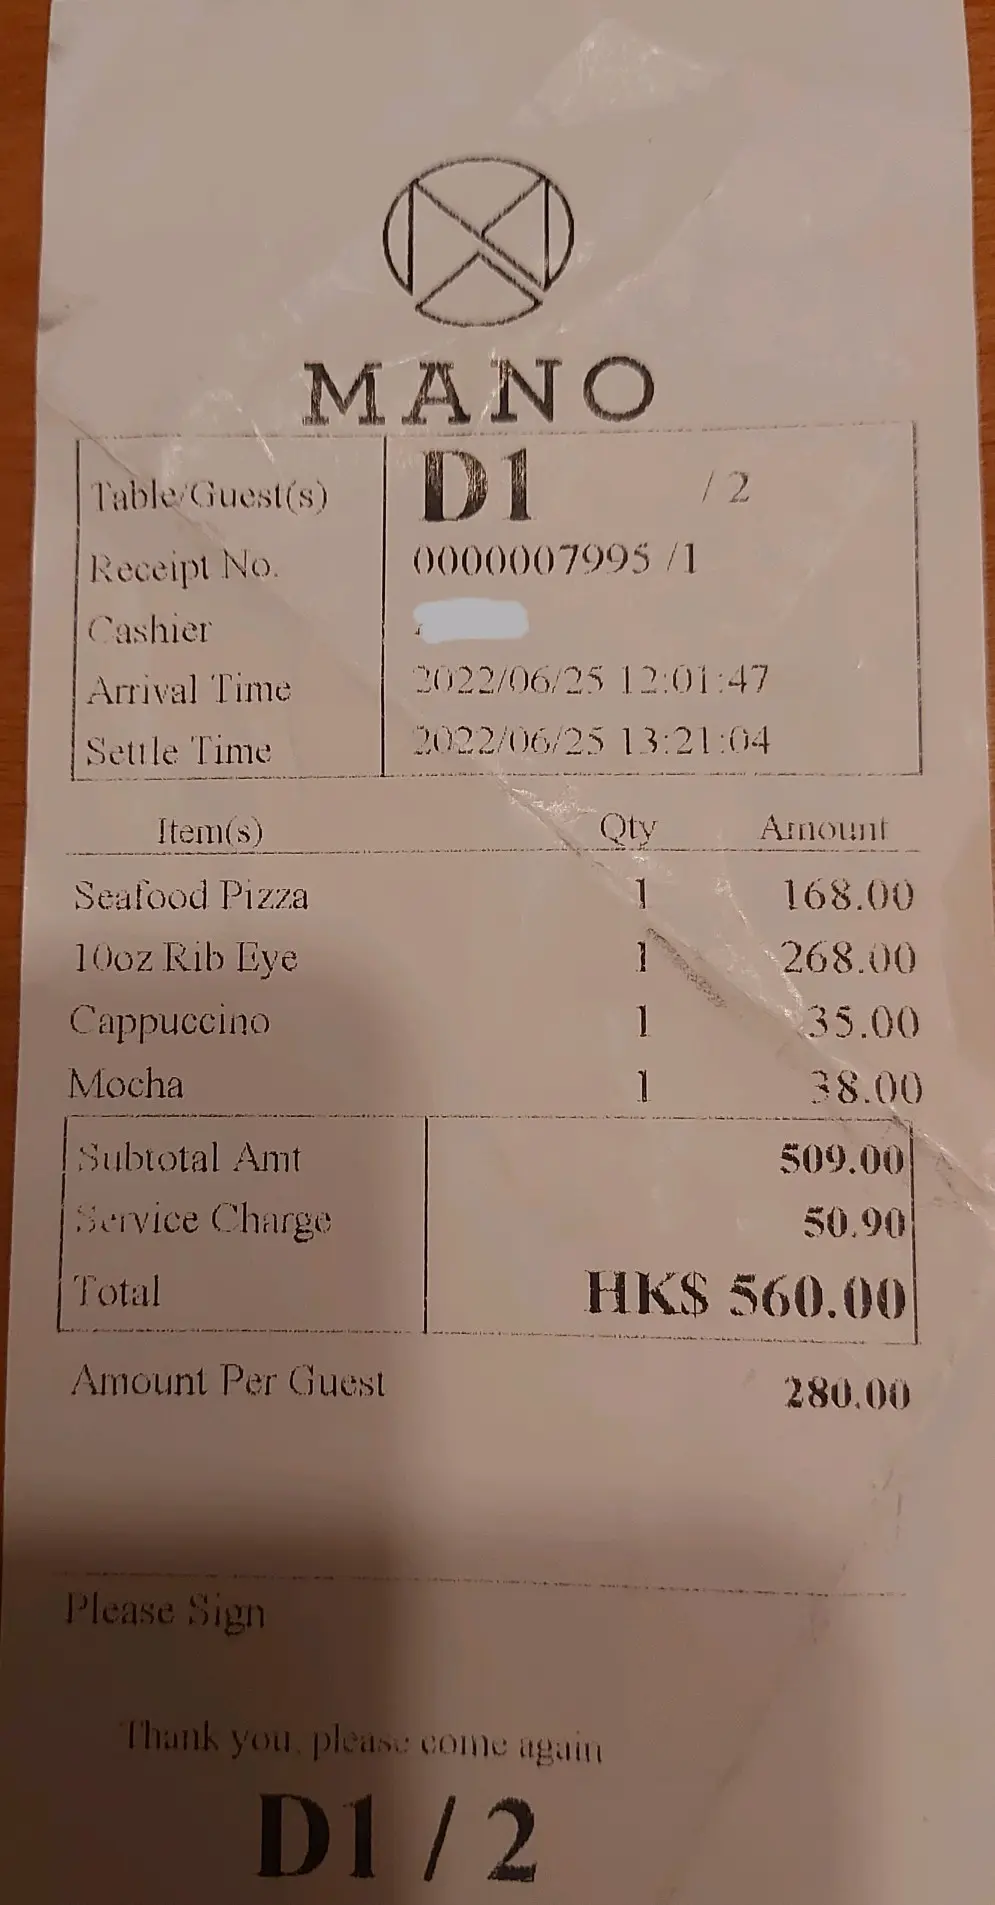 MANO
Table/Guest(s) D1 / 2
Receipt No. 0000007995 /1
Cashier
Arrival Time 2022/06/25 12:01:47
Settle Time 2022/06/25 13:21:04
Item(s) Qty Amount
Seafood Pizza 1 168.00
10oz Rib Eye 1 268.00
Cappuccino 1 35.00
Mocha 1 38.00
Subtotal Amt 509.00
Service Charge 50.90
Total HK$ 560.00
Amount Per Guest 280.00
Please Sign
Thank you, please come again
D1 / 2